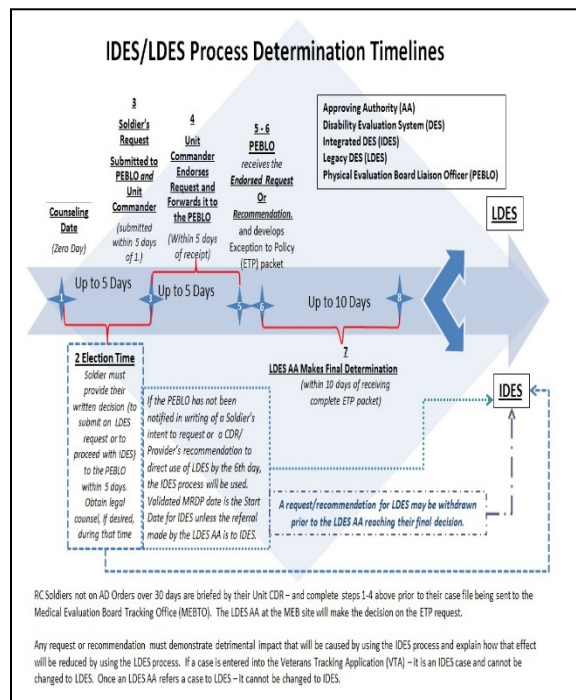 IDES/LDES Process Determination Timelines
Approving Authority (AA)
Disability Evaluation System (DES)
Integrated DES (IDES)
Legacy DES (LDES)
Physical Evaluation Board Liaison Officer (PEBLO)
Counseling
Date
(Zero Day)
3
Soldier's
Request
Submitted to
PEBLO and
Unit
Commander
(submitted
within 5 days
of 1.)
4
Unit
Commander
Endorses
Request and
Forwards it to
the PEBLO
(Within 5 days
of receipt)
5 - 6
PEBLO
receives the
Endorsed Request
Or
Recommendation,
and develops
Exception to Policy
(ETP) packet
LDES
1
Up to 5 Days
3
Up to 5 Days
5
6
Up to 10 Days
8
2 Election Time
Soldier must
provide their
written decision (to
submit an LDES
request or to
proceed with IDES)
to the PEBLO
within 5 days.
Obtain legal
counsel, if desired,
during that time
If the PEBLO has not been
notified in writing of a Soldier's
intent to request or a CDR/
Provider's recommendation to
direct use of LDES by the 6th day,
the IDES process will be used.
Validated MRDP date is the Start
Date for IDES unless the referral
made by the LDES AA is to IDES.
7
LDES AA Makes Final Determination
(within 10 days of receiving
complete ETP packet)
IDES
A request/recommendation for LDES may be withdrawn
prior to the LDES AA reaching their final decision.
RC Soldiers not on AD Orders over 30 days are briefed by their Unit CDR – and complete steps 1-4 above prior to their case file being sent to the
Medical Evaluation Board Tracking Office (MEBTO). The LDES AA at the MEB site will make the decision on the ETP request.
Any request or recommendation must demonstrate detrimental impact that will be caused by using the IDES process and explain how that effect
will be reduced by using the LDES process. If a case is entered into the Veterans Tracking Application (VTA) – it is an IDES case and cannot be
changed to LDES. Once an LDES AA refers a case to LDES – it cannot be changed to IDES.